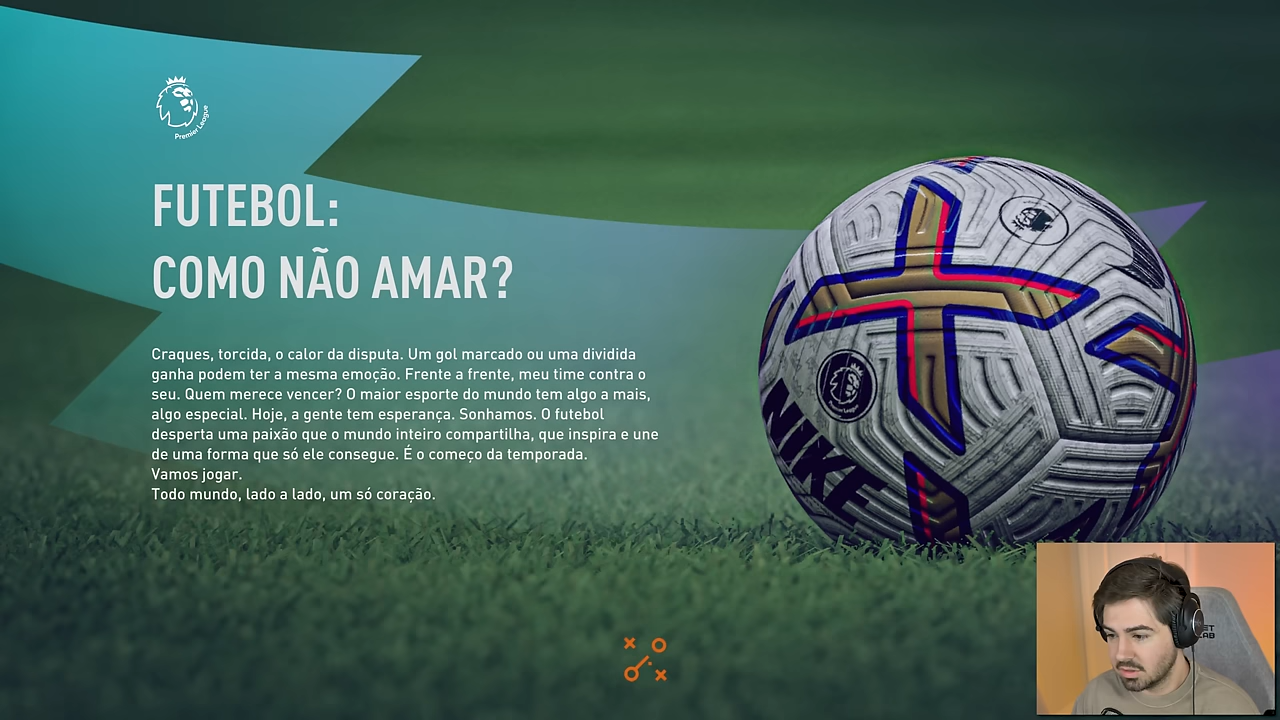 Premier League
FUTEBOL:
COMO NÃO AMAR?
Craques, torcida, o calor da disputa. Um gol marcado ou uma dividida
ganha podem ter a mesma emoção. Frente a frente, meu time contra o
seu. Quem merece vencer? O maior esporte do mundo tem algo a mais,
algo especial. Hoje, a gente tem esperança. Sonhamos. O futebol
desperta uma paixão que o mundo inteiro compartilha, que inspira e une
de uma forma que só ele consegue. É o começo da temporada.
Vamos jogar.
Todo mundo, lado a lado, um só coração.
Premier League
NIKE